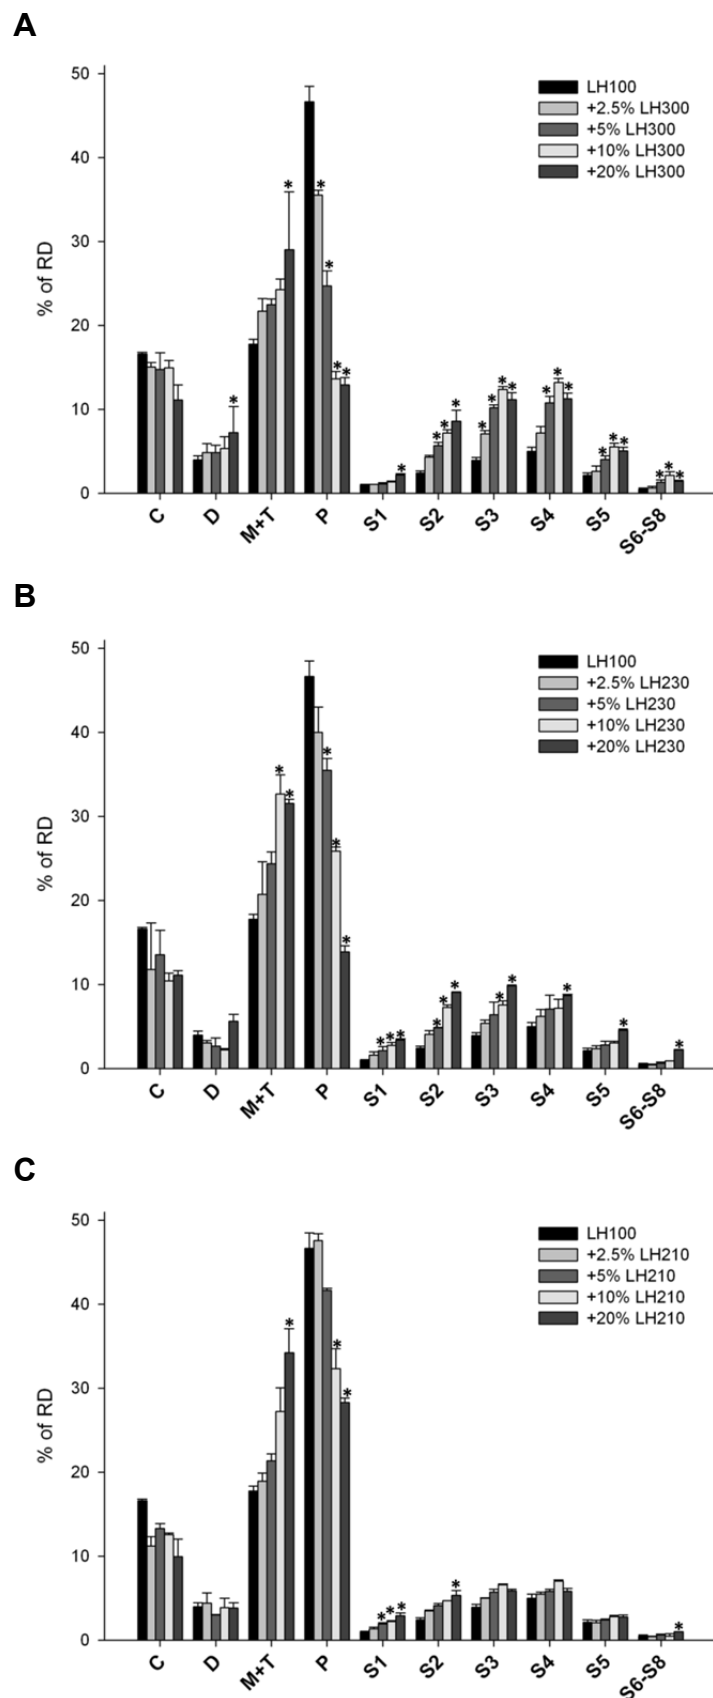 A
% of RD
50
40
30
20
10
0
LH100
+2.5% LH300
+5% LH300
+10% LH300
+20% LH300
* * * * * * * * * * * * * * * * * * * * * * * *
C D M+T P S1 S2 S3 S4 S5 S6-S8
B
% of RD
50
40
30
20
10
0
LH100
+2.5% LH230
+5% LH230
+10% LH230
+20% LH230
* * * * * * * * * * * * * * * *
C D M+T P S1 S2 S3 S4 S5 S6-S8
C
% of RD
50
40
30
20
10
0
LH100
+2.5% LH210
+5% LH210
+10% LH210
+20% LH210
* * * * * * * *
C D M+T P S1 S2 S3 S4 S5 S6-S8